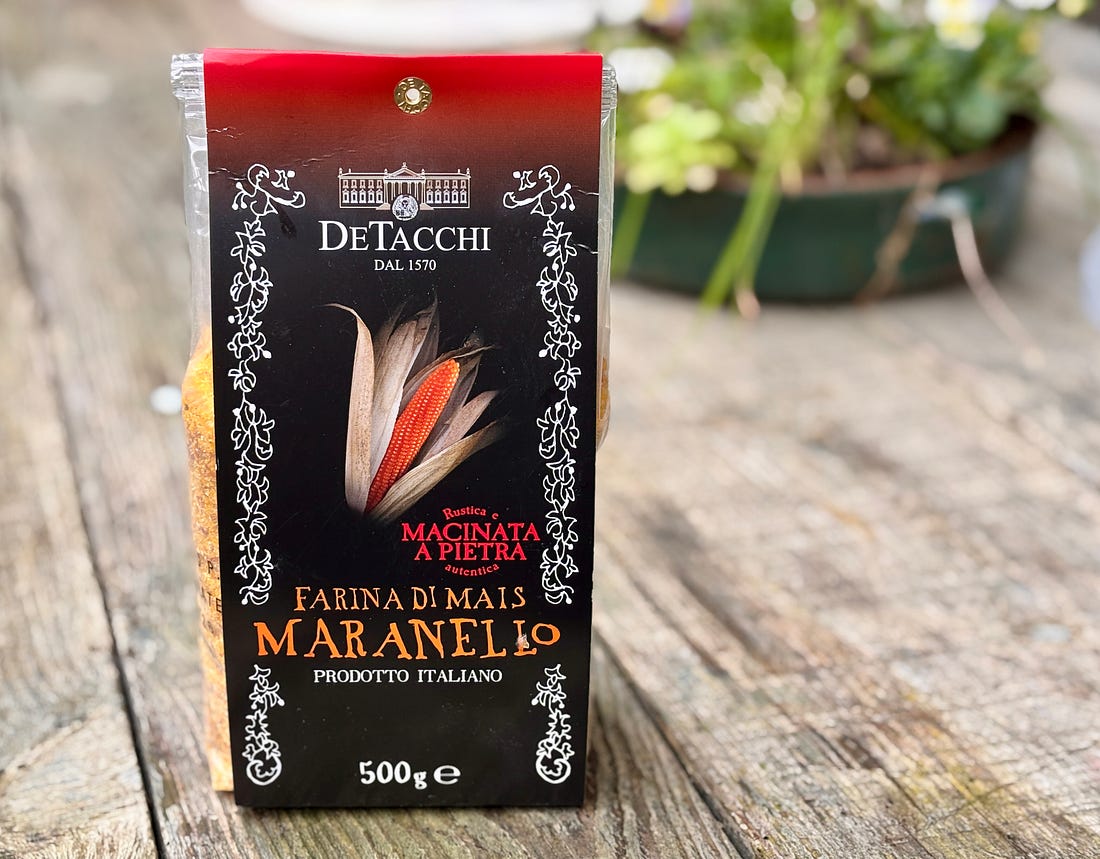 DETACCHI
DAL 1570
Rustica e
MACINATA
A PIETRA
autentica
FARINA DI MAIS
MARANELLO
PRODOTTO ITALIANO
500g ℮